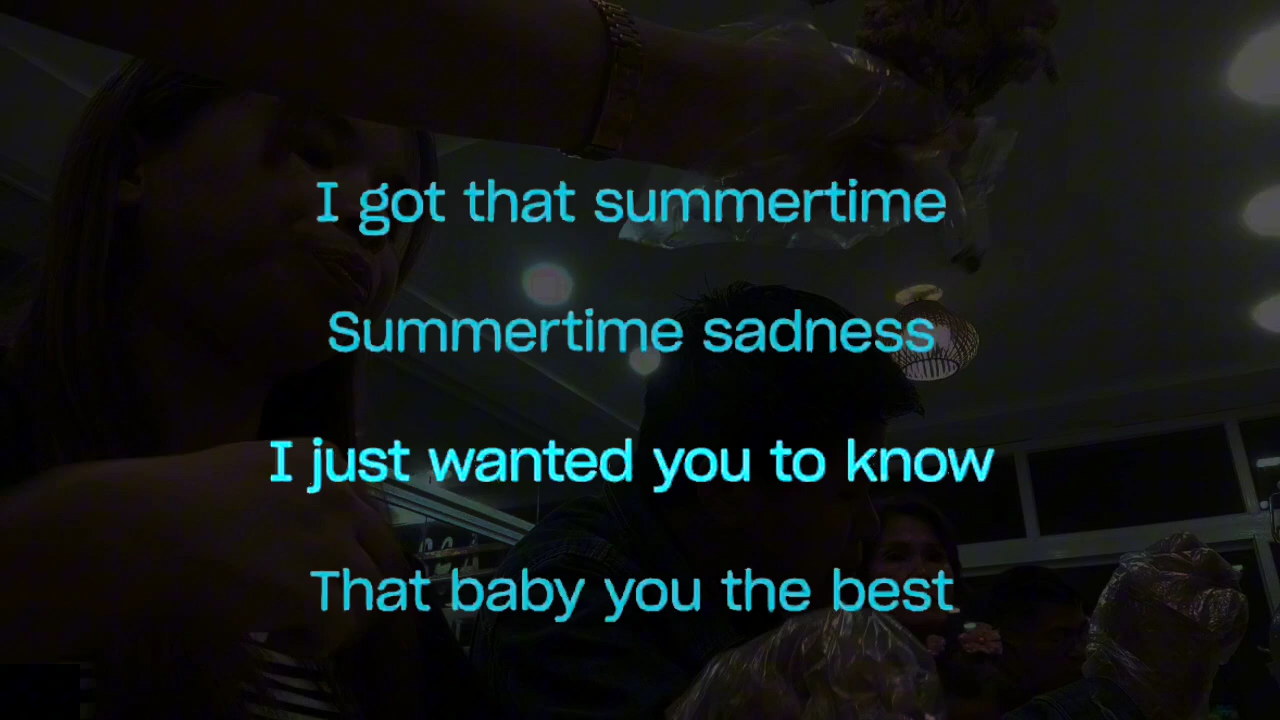 I got that summertime
Summertime sadness
I just wanted you to know
That baby you the best